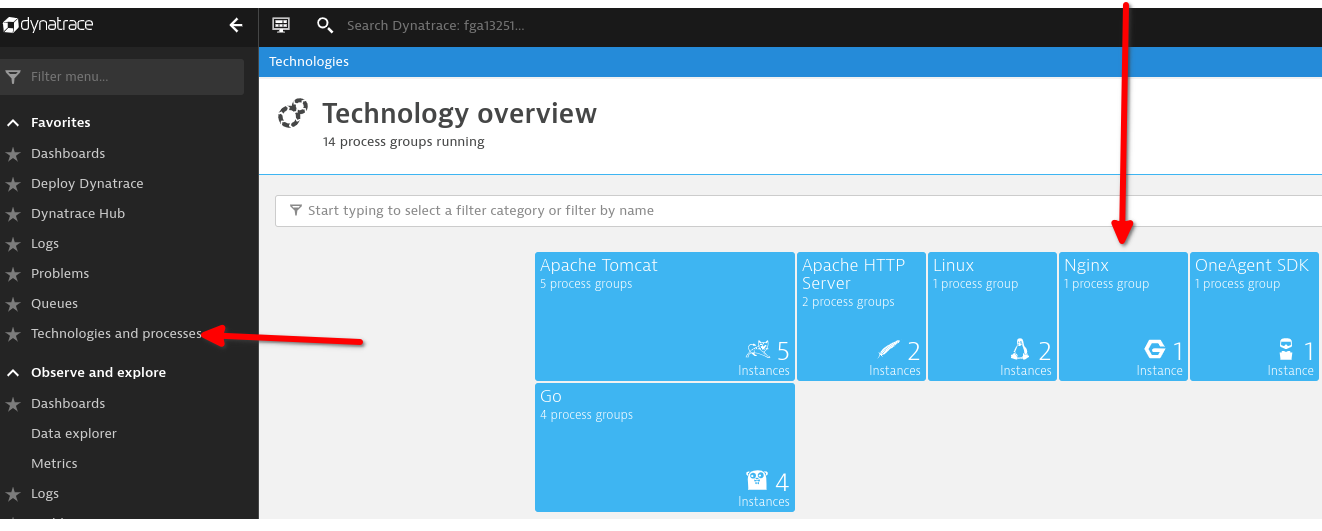 dynatrace
Search Dynatrace: fga13251...
Filter menu...
Favorites
Dashboards
Deploy Dynatrace
Dynatrace Hub
Logs
Problems
Queues
Technologies and processes
Observe and explore
Dashboards
Data explorer
Metrics
Logs
Technologies
Technology overview
14 process groups running
Start typing to select a filter category or filter by name
Apache Tomcat
5 process groups
5
Instances
Apache HTTP
Server
2 process groups
2
Instances
Linux
1 process group
2
Instances
Nginx
1 process group
1
Instance
OneAgent SDK
1 process group
1
Instance
Go
4 process groups
4
Instances